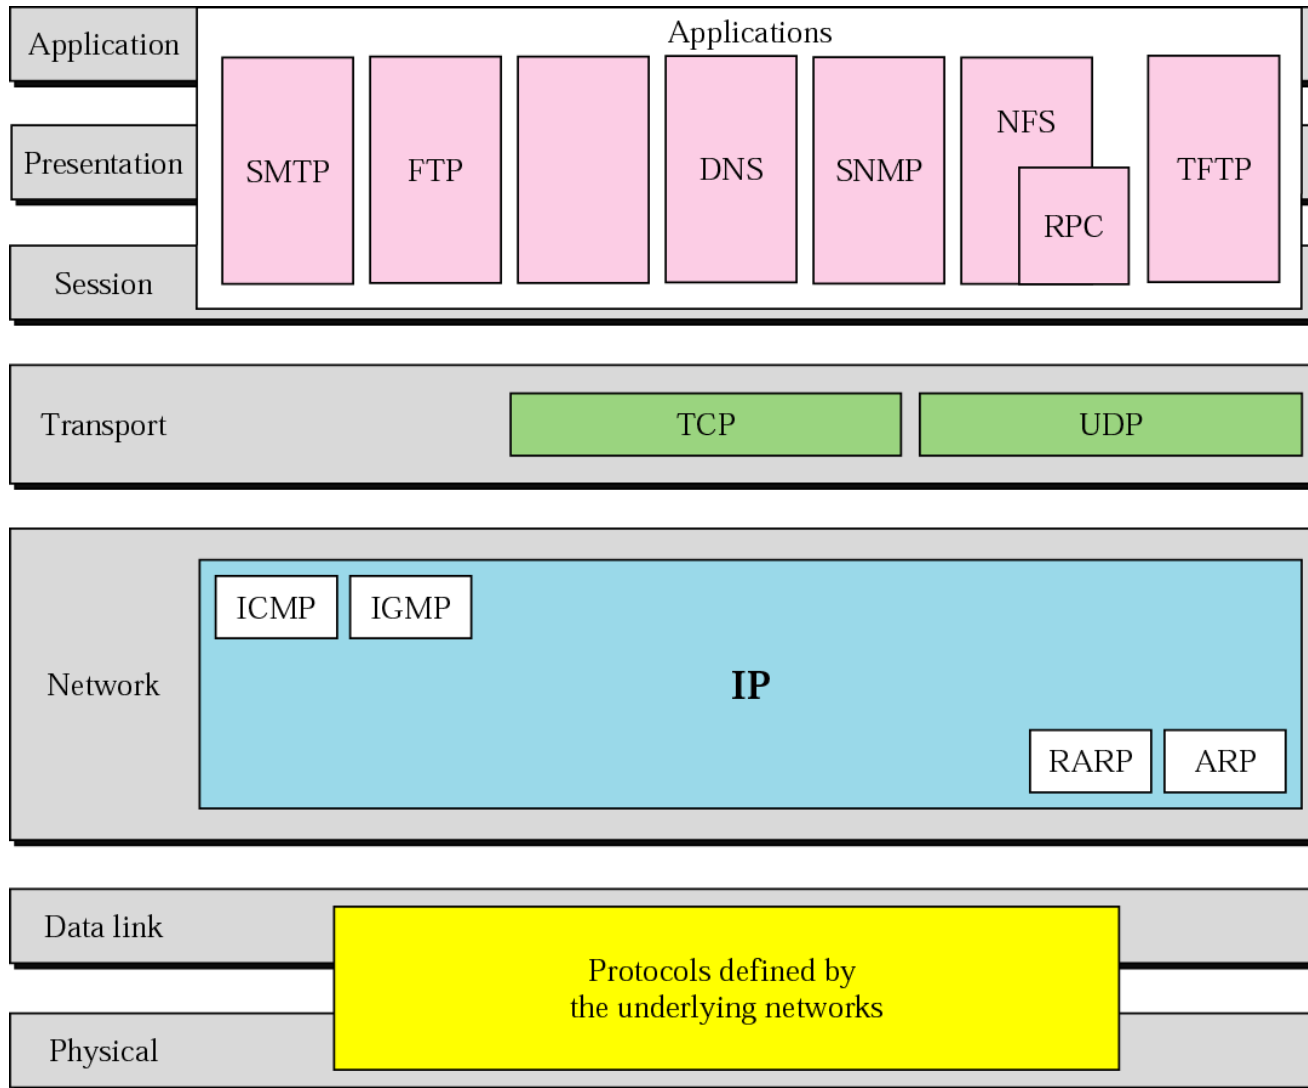 Application
Applications
Presentation
SMTP
FTP
DNS
SNMP
NFS
RPC
TFTP
Session
Transport
TCP
UDP
Network
ICMP
IGMP
IP
RARP
ARP
Data link
Protocols defined by
the underlying networks
Physical